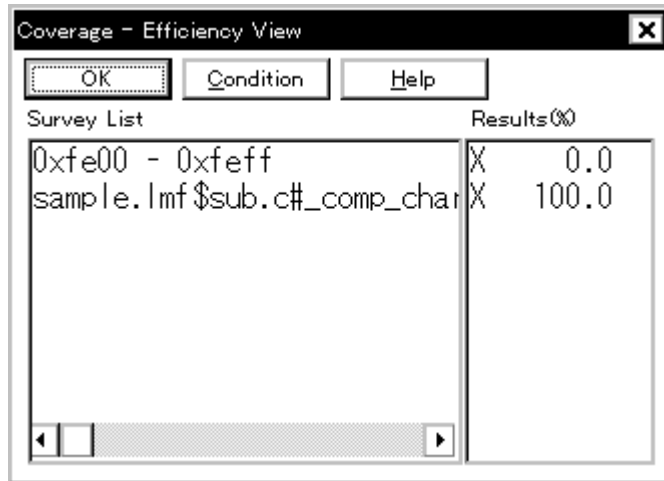 Coverage - Efficiency View
OK Condition Help
Survey List Results(%)
0xfe00 - 0xfeff X 0.0
sample.lmf$sub.c#_comp_char X 100.0